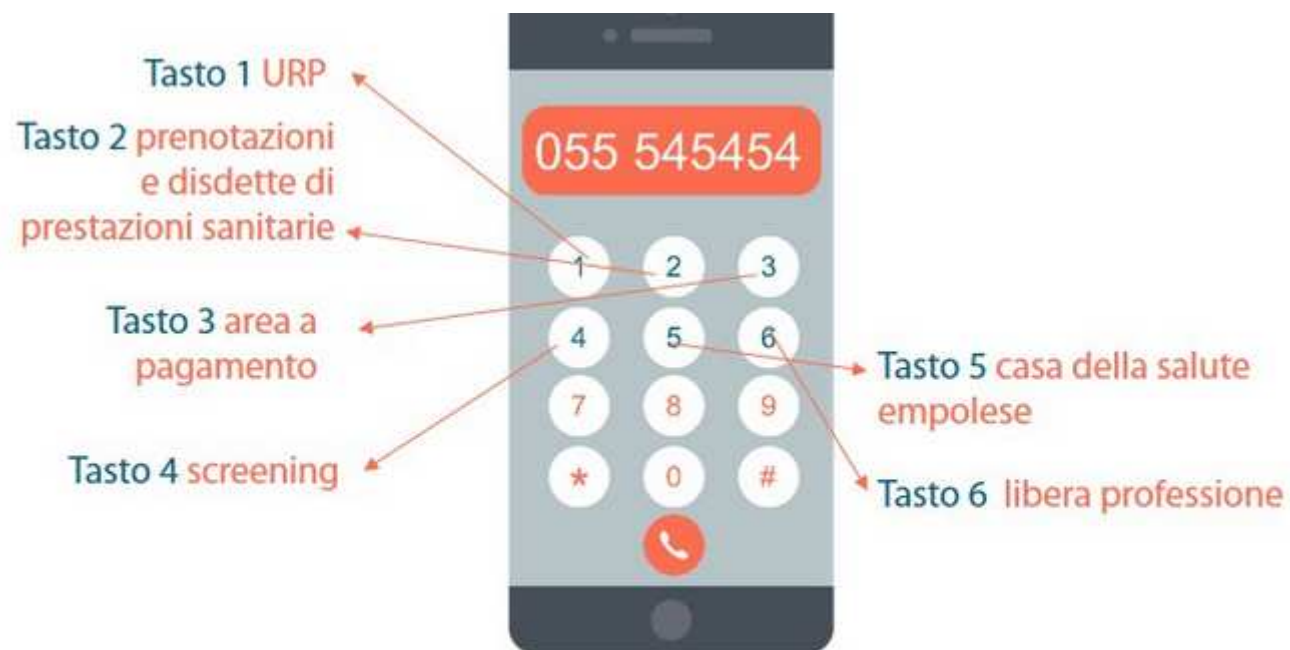 Tasto 1 URP
Tasto 2 prenotazioni
e disdette di
prestazioni sanitarie
Tasto 3 area a
pagamento
Tasto 4 screening
055 545454
1 2 3
4 5 6
7 8 9
* 0 #
Tasto 5 casa della salute
empolese
Tasto 6 libera professione